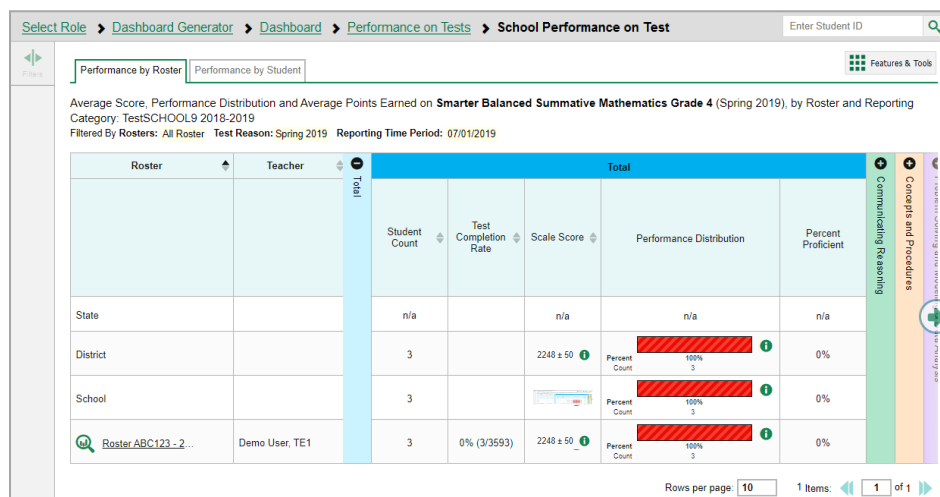 Select Role > Dashboard Generator > Dashboard > Performance on Tests > School Performance on Test
Enter Student ID
Filters
Performance by Roster
Performance by Student
Features & Tools
Average Score, Performance Distribution and Average Points Earned on Smarter Balanced Summative Mathematics Grade 4 (Spring 2019), by Roster and Reporting
Category: TestSCHOOL9 2018-2019
Filtered By Rosters: All Roster Test Reason: Spring 2019 Reporting Time Period: 07/01/2019
Roster
Teacher
Total
Total
Student
Count
Test
Completion
Rate
Scale Score
Performance Distribution
Percent
Proficient
Communicating Reasoning
Concepts and Procedures
State n/a n/a n/a n/a
District 3 2248 ± 50 Percent 100% 0%
Count 3
School 3 Percent 100% 0%
Count 3
Roster ABC123 - 2... Demo User, TE1 3 0% (3/3593) 2248 ± 50 Percent 100% 0%
Count 3
Rows per page: 10 1 Items: 1 of 1